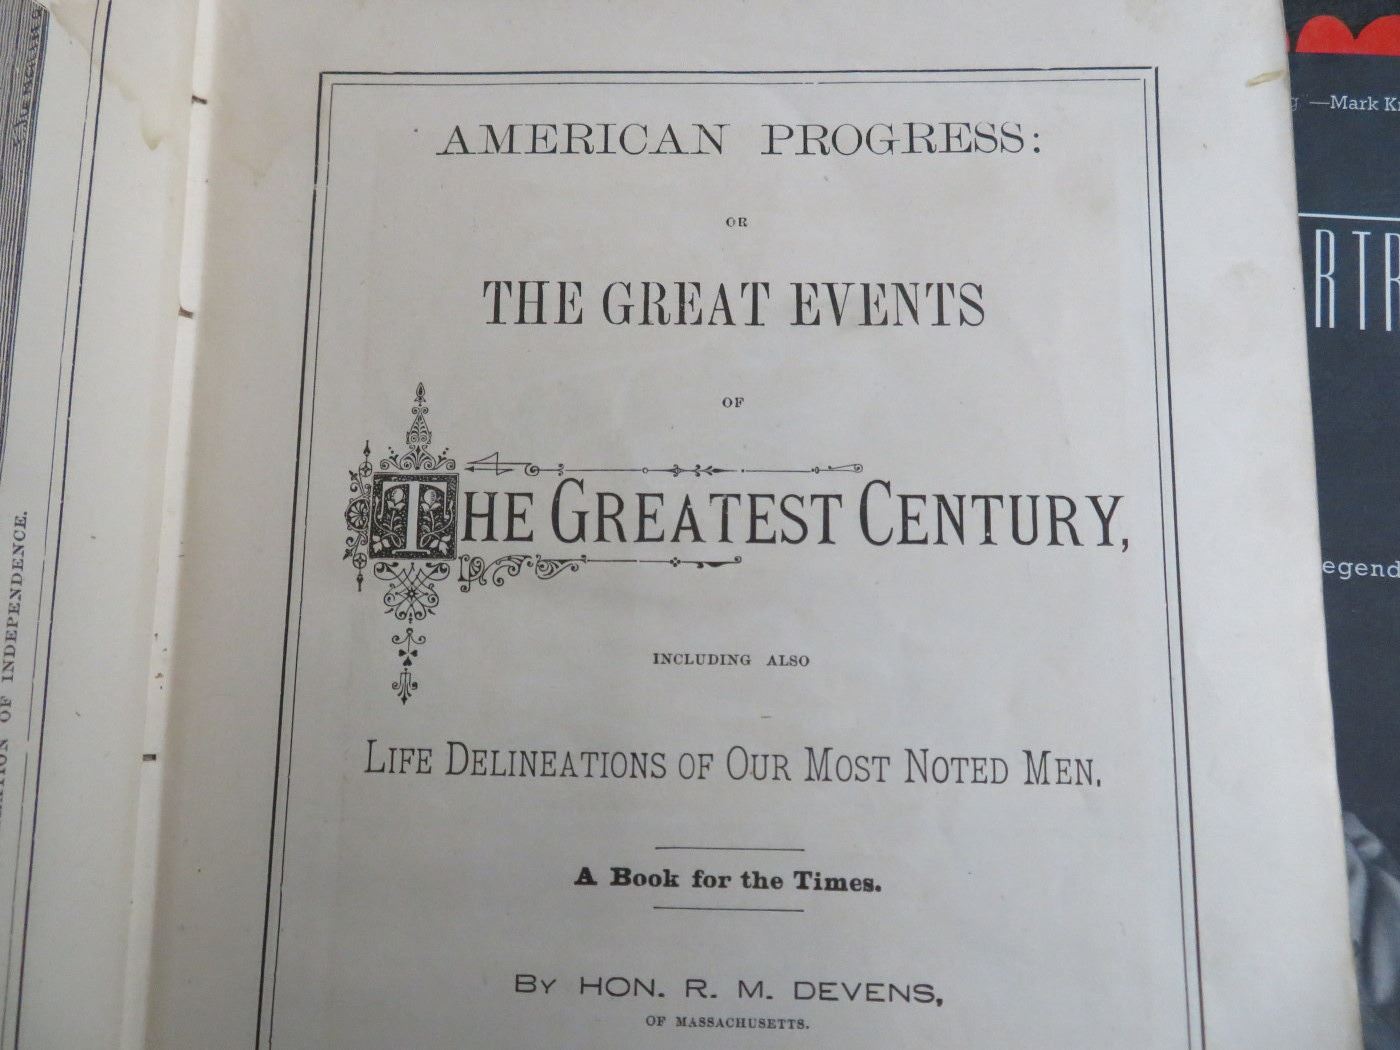 AMERICAN PROGRESS:
OR
THE GREAT EVENTS
OF
THE GREATEST CENTURY,
INCLUDING ALSO
LIFE DELINEATIONS OF OUR MOST NOTED MEN.
A Book for the Times.
BY HON. R. M. DEVENS,
OF MASSACHUSETTS.
OF INDEPENDENCE.
—Mark K
RTR
egend